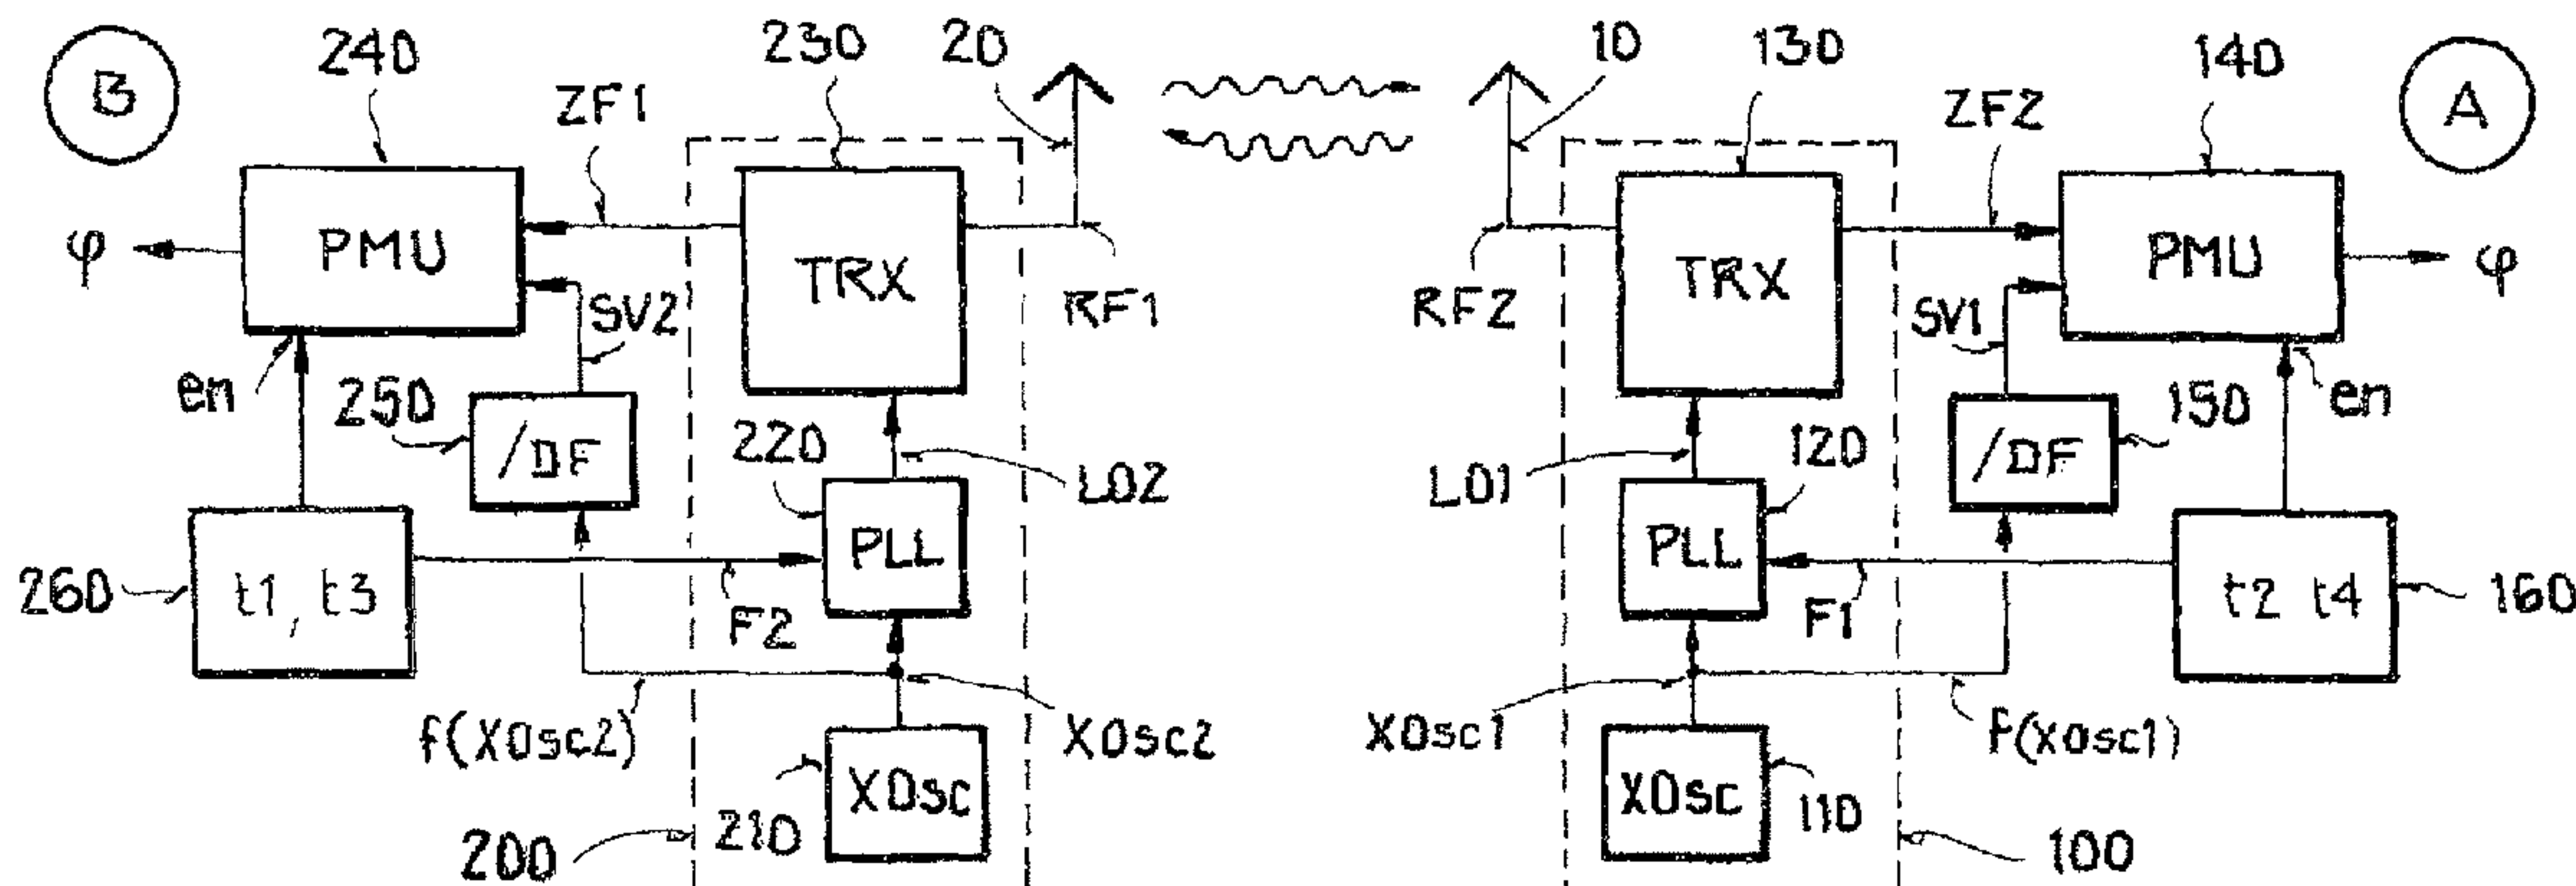 B
240
230
20
10
130
140
A
ZF1
ZF2
PMU
TRX
TRX
PMU
φ
φ
RF1
RF2
SV2
SV1
en
en
250
/DF
220
LO2
LO1
120
/DF
150
260
t1, t3
PLL
PLL
t2 t4
160
F2
F1
f(XOsc2)
XOsc2
XOsc1
f(XOsc1)
200
210
XOsc
XOsc
110
100